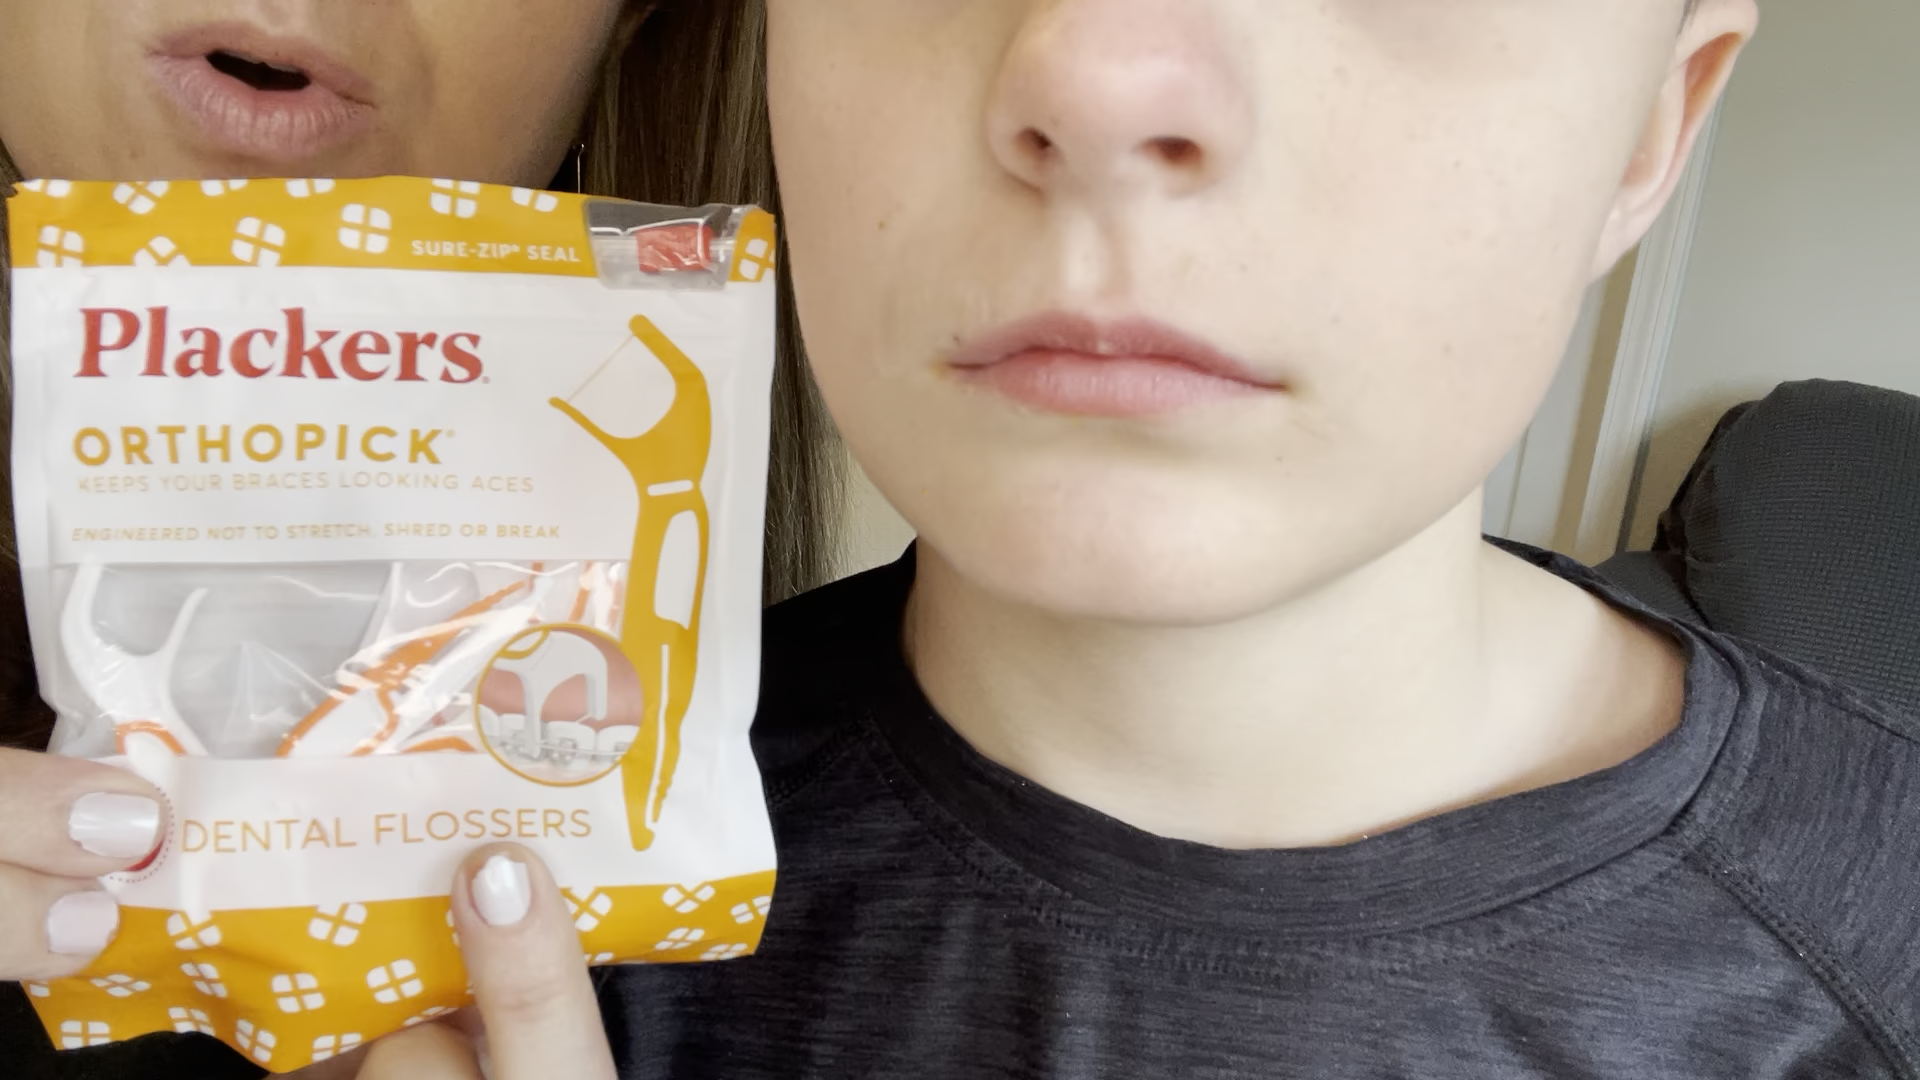 SURE-ZIP® SEAL
Plackers®
ORTHOPICK®
KEEPS YOUR BRACES LOOKING ACES
ENGINEERED NOT TO STRETCH, SHRED OR BREAK
DENTAL FLOSSERS